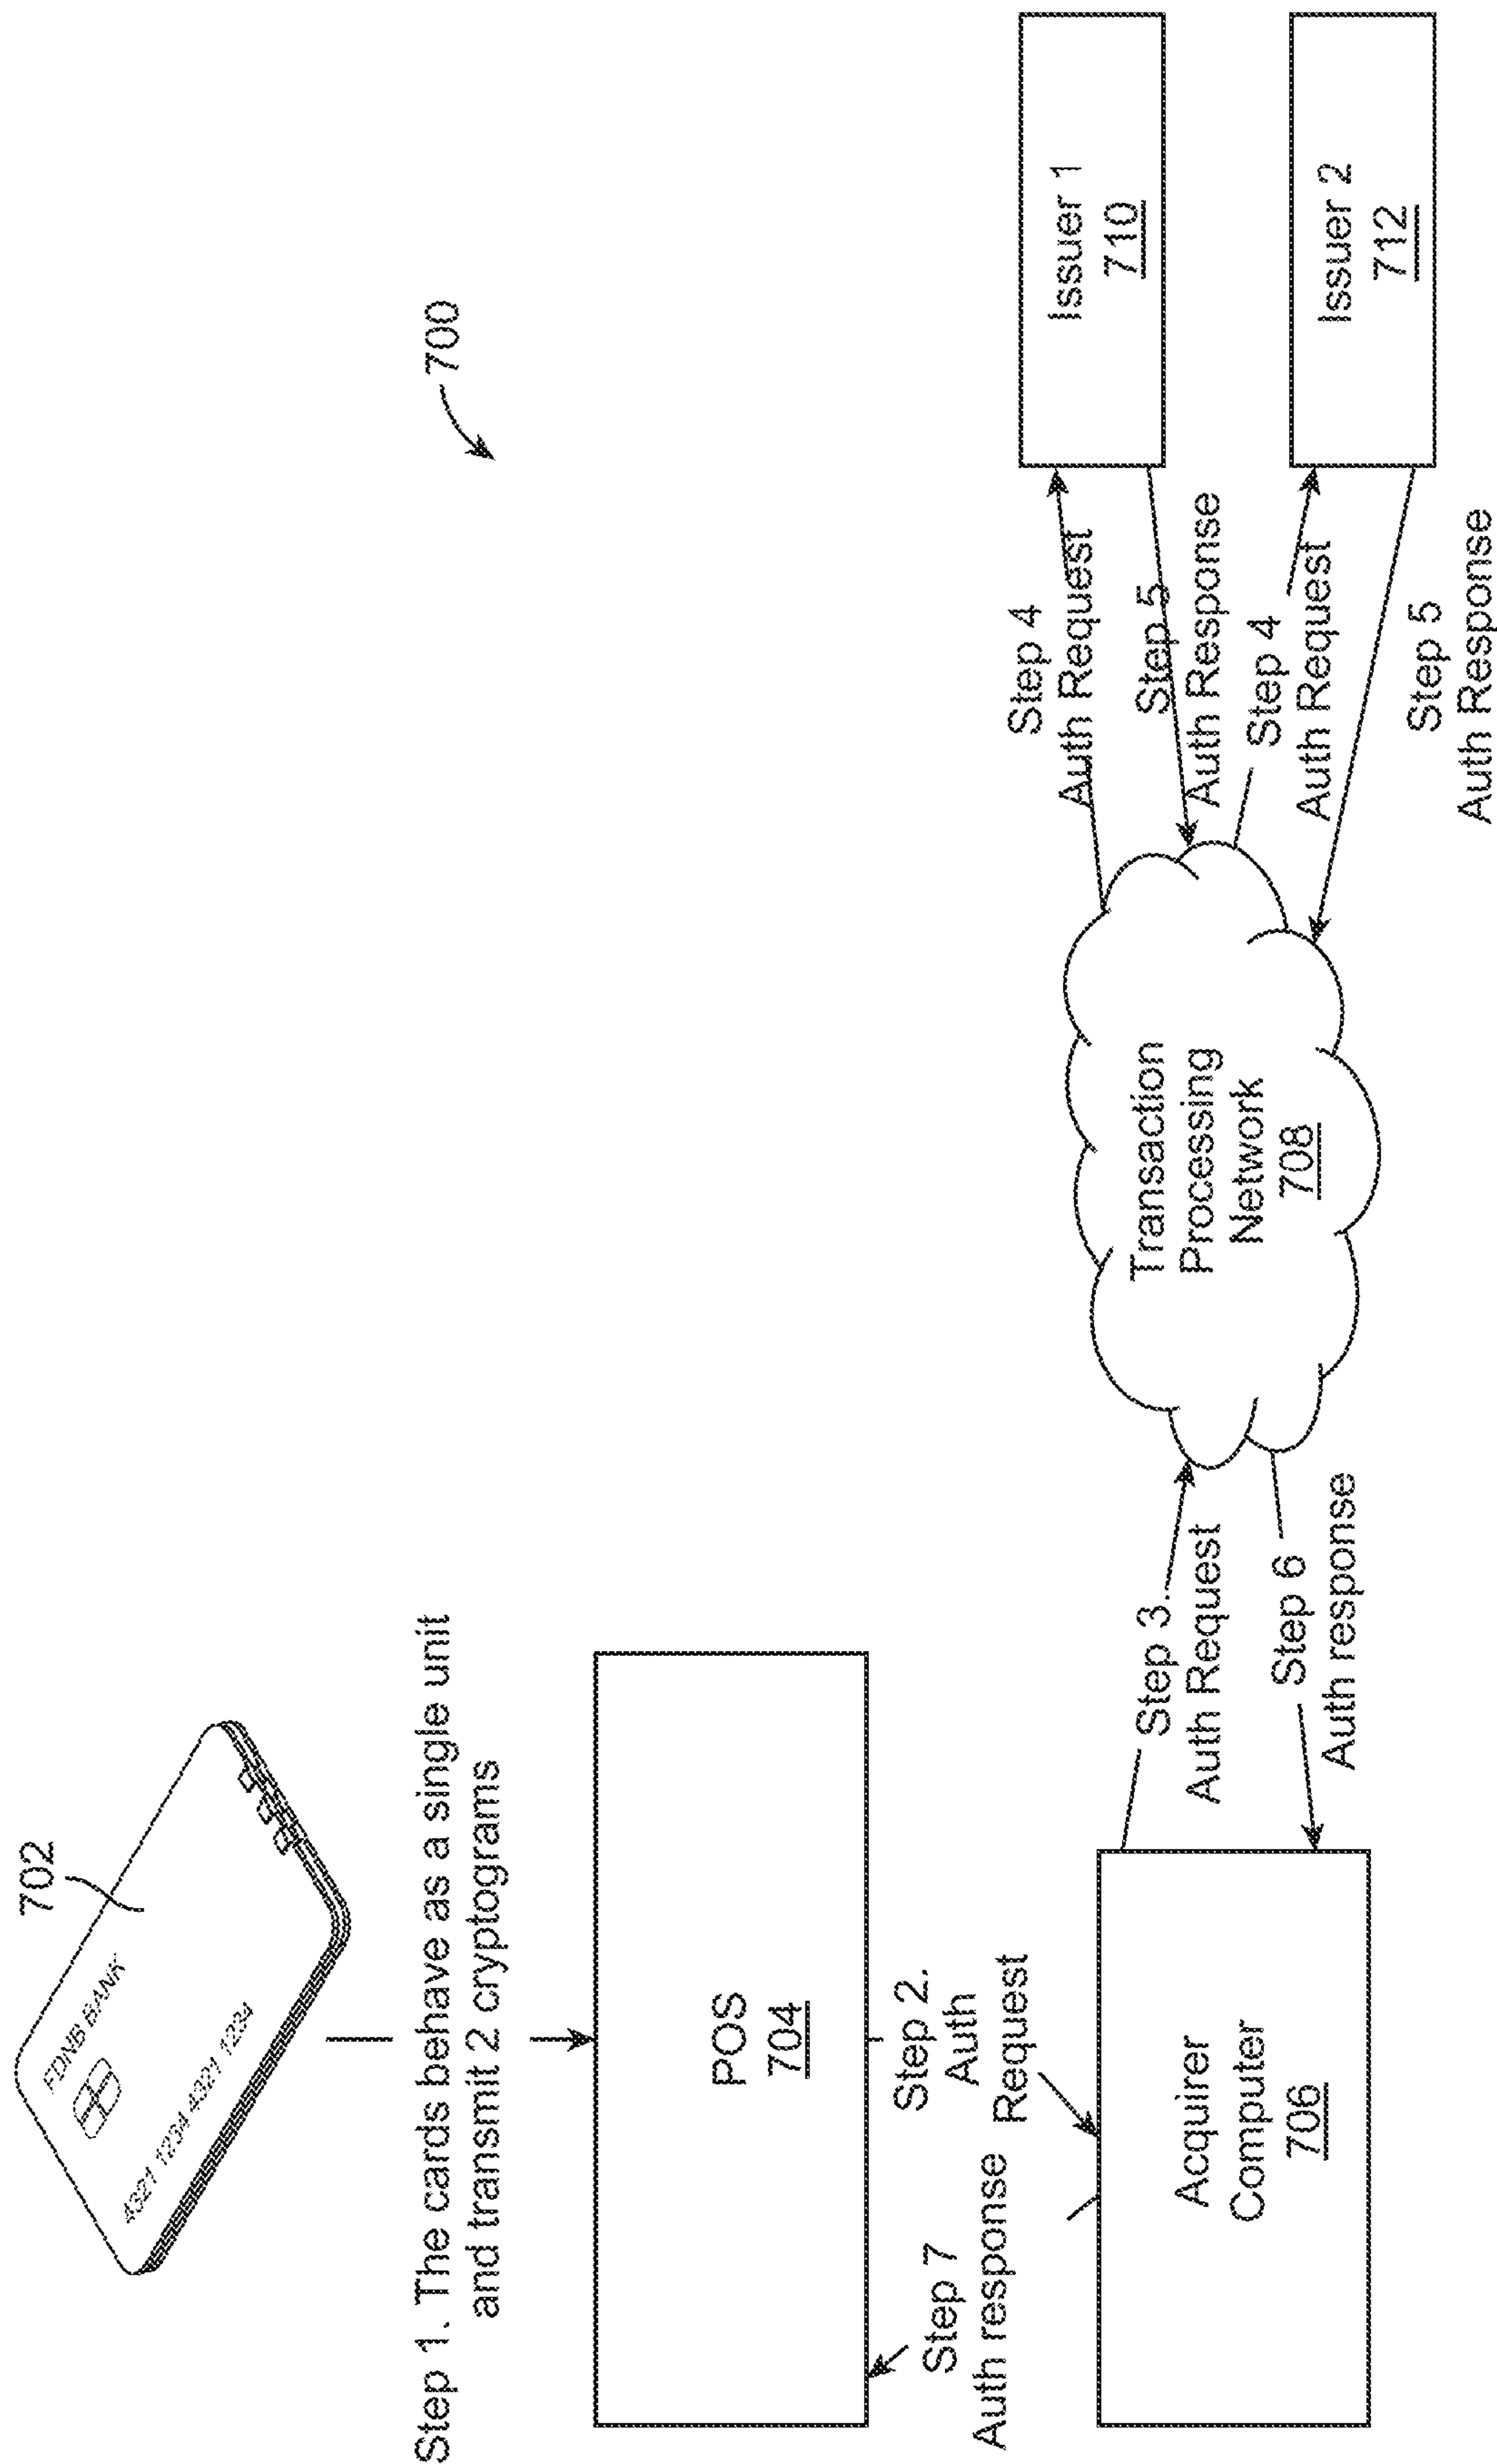 702
FDNB BANK
4321 1234 4321 1234
Step 1. The cards behave as a single unit
and transmit 2 cryptograms
700
POS
704
Step 2.
Auth
Request
Step 7
Auth response
Acquirer
Computer
706
Step 3.
Auth Request
Step 6
Auth response
Transaction
Processing
Network
708
Step 4
Auth Request
Step 5
Auth Response
Step 4
Auth Request
Step 5
Auth Response
Issuer 1
710
Issuer 2
712